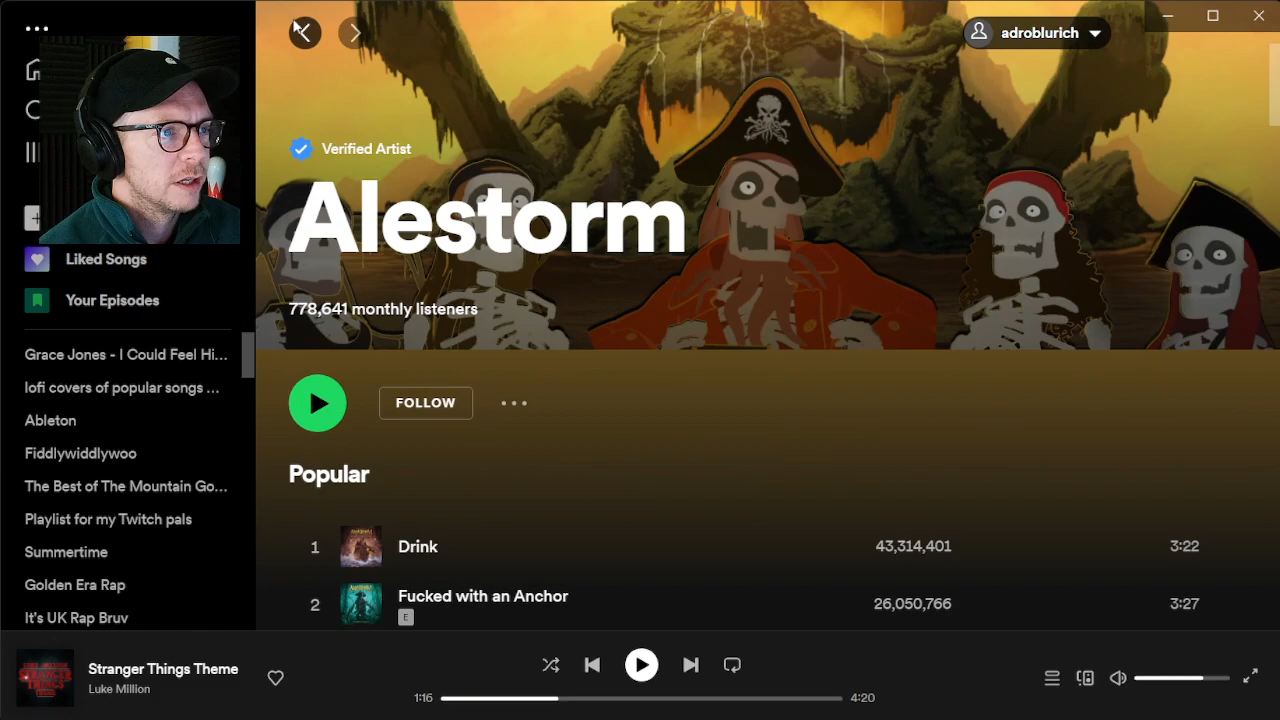 adroblurich
Verified Artist
Alestorm
778,641 monthly listeners
FOLLOW
Popular
1 Drink 43,314,401 3:22
2 Fucked with an Anchor 26,050,766 3:27
E
Liked Songs
Your Episodes
Grace Jones - I Could Feel Hi...
lofi covers of popular songs ...
Ableton
Fiddlywiddlywoo
The Best of The Mountain Go...
Playlist for my Twitch pals
Summertime
Golden Era Rap
It's UK Rap Bruv
Stranger Things Theme
Luke Million
1:16
4:20